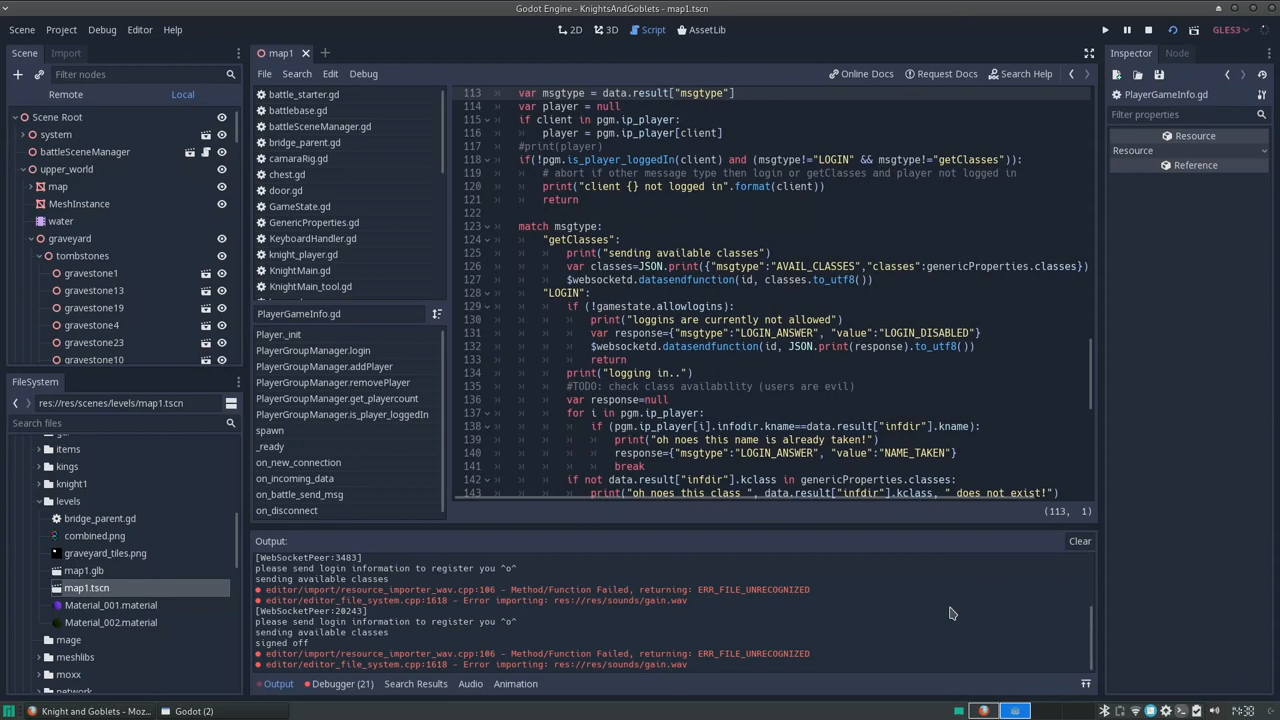 Godot Engine - KnightsAndGoblets - map1.tscn
Scene Project Debug Editor Help
2D 3D Script AssetLib
GLES3
Scene Import
Filter nodes
Remote Local
Scene Root
system
battleSceneManager
upper_world
map
MeshInstance
water
graveyard
tombstones
gravestone1
gravestone13
gravestone19
gravestone4
gravestone23
gravestone10
FileSystem
res://res/scenes/levels/map1.tscn
Search files
items
kings
knight1
levels
bridge_parent.gd
combined.png
graveyard_tiles.png
map1.glb
map1.tscn
Material_001.material
Material_002.material
mage
meshlibs
moxx
network
map1
File Search Edit Debug
Online Docs Request Docs Search Help
battle_starter.gd
battlebase.gd
battleSceneManager.gd
bridge_parent.gd
camaraRig.gd
chest.gd
door.gd
GameState.gd
GenericProperties.gd
KeyboardHandler.gd
knight_player.gd
KnightMain.gd
KnightMain_tool.gd
PlayerGameInfo.gd
Player_init
PlayerGroupManager.login
PlayerGroupManager.addPlayer
PlayerGroupManager.removePlayer
PlayerGroupManager.get_playercount
PlayerGroupManager.is_player_loggedIn
spawn
_ready
on_new_connection
on_incoming_data
on_battle_send_msg
on_disconnect
113 var msgtype = data.result["msgtype"]
114 var player = null
115 if client in pgm.ip_player:
116 player = pgm.ip_player[client]
117 #print(player)
118 if(!pgm.is_player_loggedIn(client) and (msgtype!="LOGIN" && msgtype!="getClasses")):
119 # abort if other message type then login or getClasses and player not logged in
120 print("client {} not logged in".format(client))
121 return
122
123 match msgtype:
124 "getClasses":
125 print("sending available classes")
126 var classes=JSON.print({"msgtype":"AVAIL_CLASSES","classes":genericProperties.classes})
127 $websocketd.datasendfunction(id, classes.to_utf8())
128 "LOGIN":
129 if (!gamestate.allowlogins):
130 print("loggins are currently not allowed")
131 var response={"msgtype":"LOGIN_ANSWER", "value":"LOGIN_DISABLED"}
132 $websocketd.datasendfunction(id, JSON.print(response).to_utf8())
133 return
134 print("logging in..")
135 #TODO: check class availability (users are evil)
136 var response=null
137 for i in pgm.ip_player:
138 if (pgm.ip_player[i].infodir.kname==data.result["infdir"].kname):
139 print("oh noes this name is already taken!")
140 response={"msgtype":"LOGIN_ANSWER", "value":"NAME_TAKEN"}
141 break
142 if not data.result["infdir"].kclass in genericProperties.classes:
143 print("oh noes this class ", data.result["infdir"].kclass, " does not exist!")
(113, 1)
Output:
Clear
[WebSocketPeer:3483]
please send login information to register you ^o^
sending available classes
editor/import/resource_importer_wav.cpp:106 - Method/Function Failed, returning: ERR_FILE_UNRECOGNIZED
editor/editor_file_system.cpp:1618 - Error importing: res://res/sounds/gain.wav
[WebSocketPeer:20243]
please send login information to register you ^o^
sending available classes
signed off
editor/import/resource_importer_wav.cpp:106 - Method/Function Failed, returning: ERR_FILE_UNRECOGNIZED
editor/editor_file_system.cpp:1618 - Error importing: res://res/sounds/gain.wav
Output Debugger (21) Search Results Audio Animation
Inspector Node
PlayerGameInfo.gd
Filter properties
Resource
Resource
Reference
Knight and Goblets - Moz...
Godot (2)